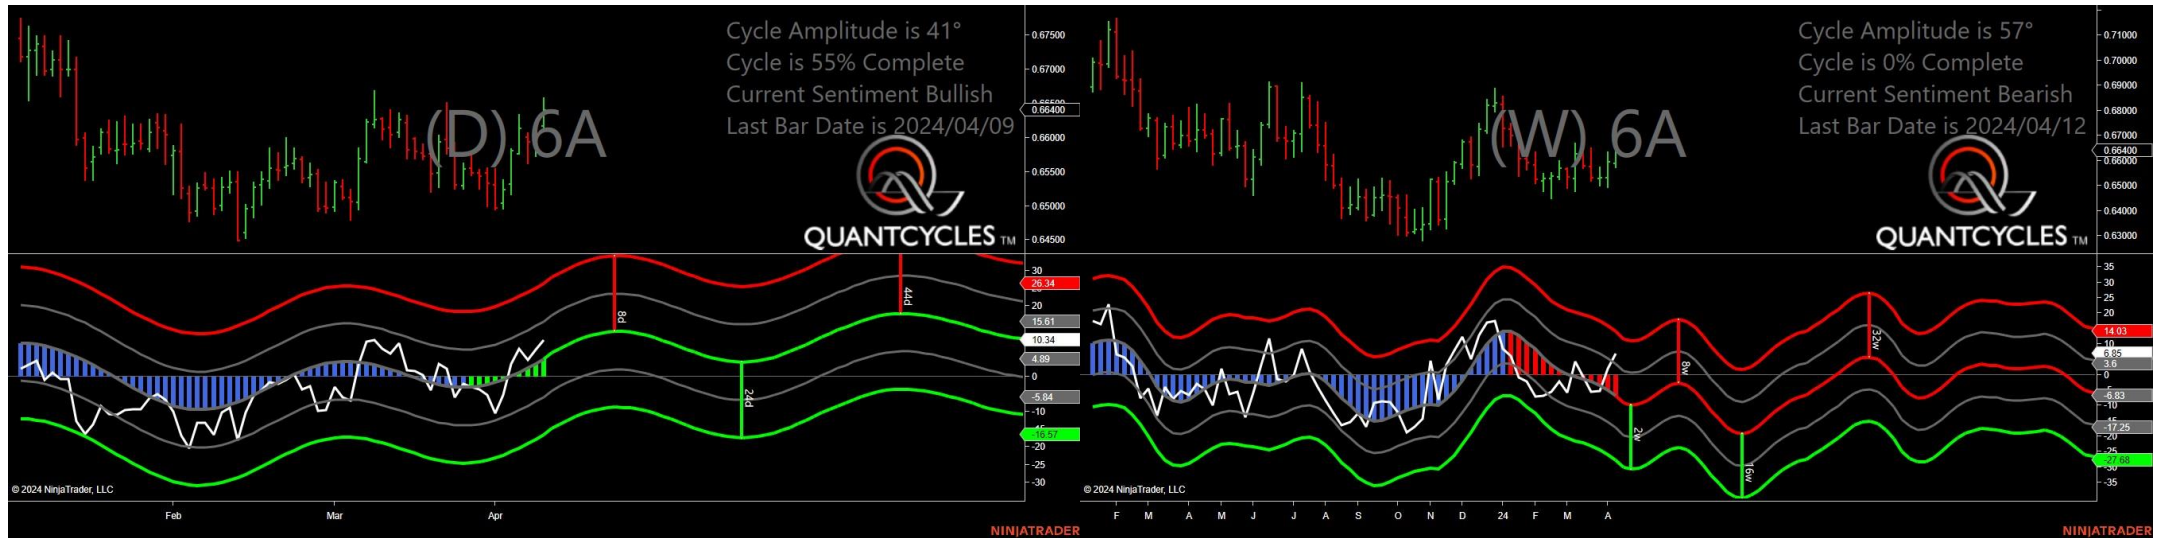 Cycle Amplitude is 41°
Cycle is 55% Complete
Current Sentiment Bullish
Last Bar Date is 2024/04/09
(D) 6A
QUANTCYCLES TM
0.67500
0.67000
0.66400
0.66000
0.65500
0.65000
0.64500
30
26.34
20
15.61
10.34
4.89
0
-5.84
-10
-16.57
-20
-25
-30
8d
24d
44d
© 2024 NinjaTrader, LLC
Feb
Mar
Apr
NINJATRADER
Cycle Amplitude is 57°
Cycle is 0% Complete
Current Sentiment Bearish
Last Bar Date is 2024/04/12
(W) 6A
QUANTCYCLES TM
0.71000
0.70000
0.69000
0.68000
0.67000
0.66400
0.66000
0.65000
0.64000
0.63000
35
30
25
20
14.03
10
6.85
3.6
0
-6.83
-10
-17.25
-20
-27.68
-30
-35
2w
8w
16w
32w
© 2024 NinjaTrader, LLC
F M A M J J A S O N D 24 F M A
NINJATRADER